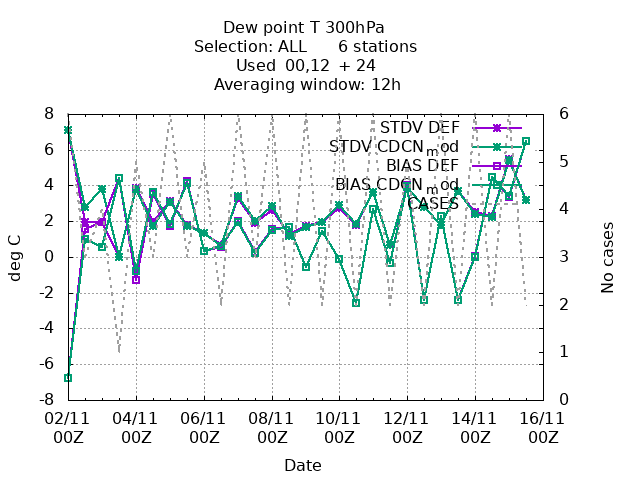 Dew point T 300hPa
Selection: ALL      6 stations
Used  00,12  + 24
Averaging window: 12h
8
6
4
2
0
-2
-4
-6
-8
deg C
6
5
4
3
2
1
0
No cases
STDV DEF
STDV CDCN_mod
BIAS DEF
BIAS CDCN_mod
CASES
02/11 04/11 06/11 08/11 10/11 12/11 14/11 16/11
00Z 00Z 00Z 00Z 00Z 00Z 00Z 00Z
Date